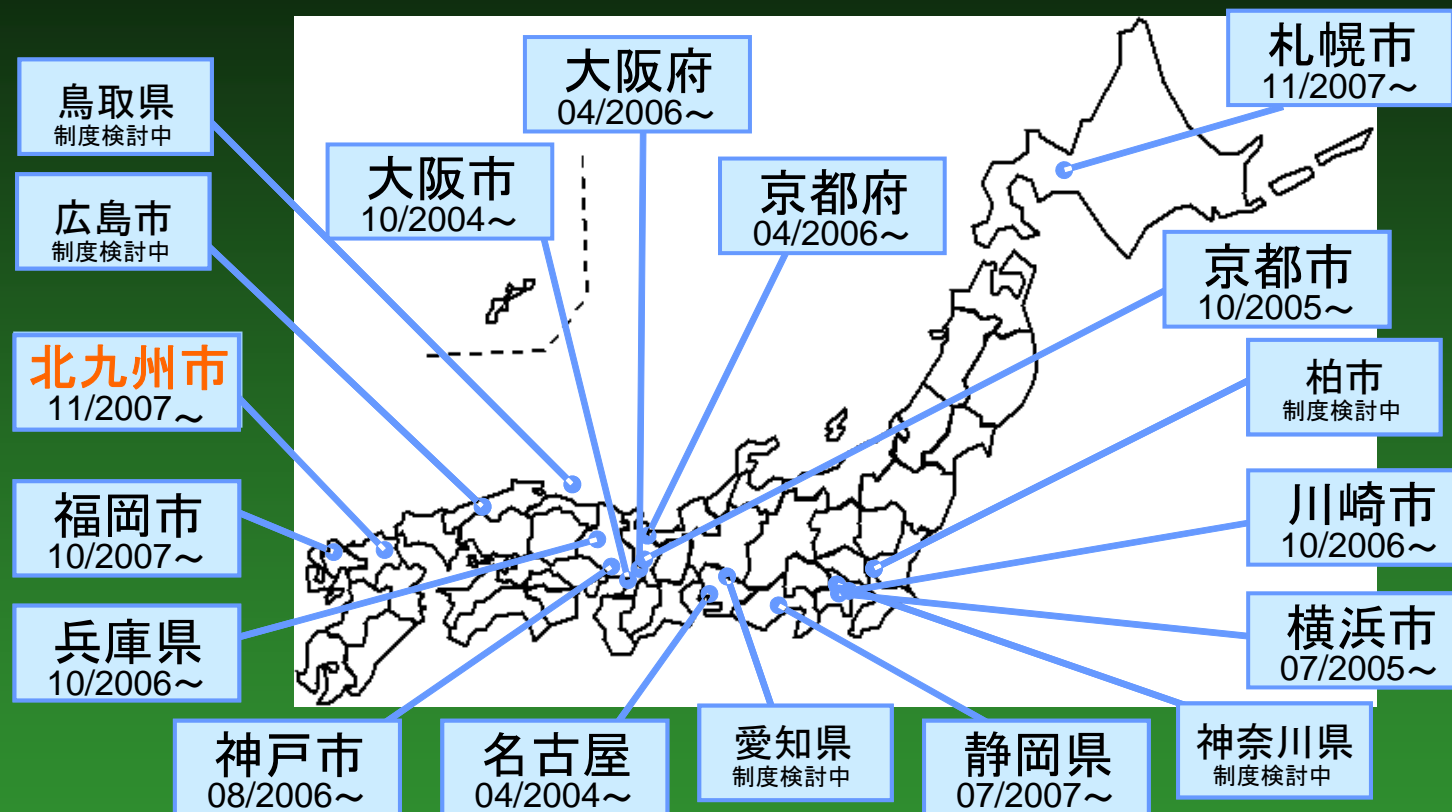 大阪府
04/2006～
札幌市
11/2007～
鳥取県
制度検討中
大阪市
10/2004～
京都府
04/2006～
広島市
制度検討中
京都市
10/2005～
北九州市
11/2007～
柏市
制度検討中
福岡市
10/2007～
川崎市
10/2006～
兵庫県
10/2006～
横浜市
07/2005～
神戸市
08/2006～
名古屋
04/2004～
愛知県
制度検討中
静岡県
07/2007～
神奈川県
制度検討中